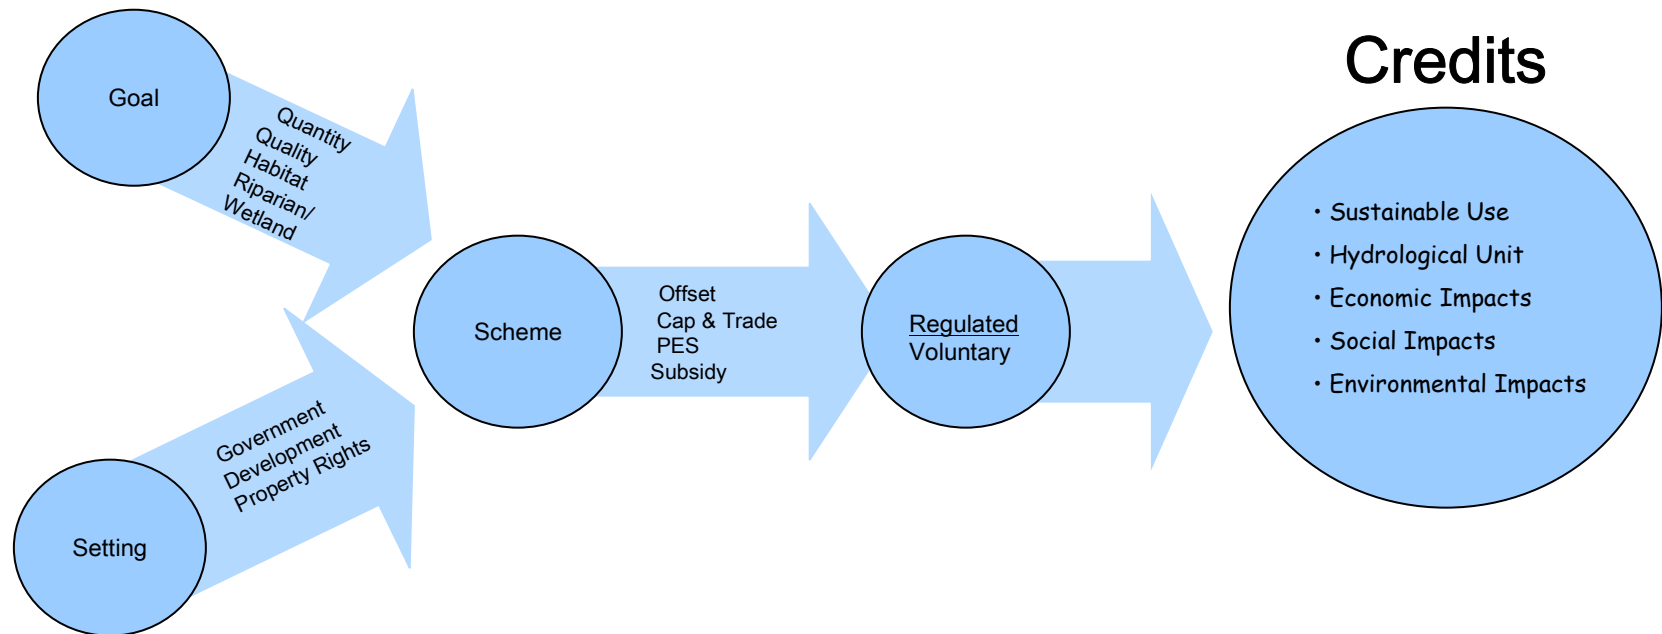 Goal
Quantity
Quality
Habitat
Riparian/
Wetland
Setting
Government
Development
Property Rights
Scheme
Offset
Cap & Trade
PES
Subsidy
Regulated
Voluntary
Credits
• Sustainable Use
• Hydrological Unit
• Economic Impacts
• Social Impacts
• Environmental Impacts